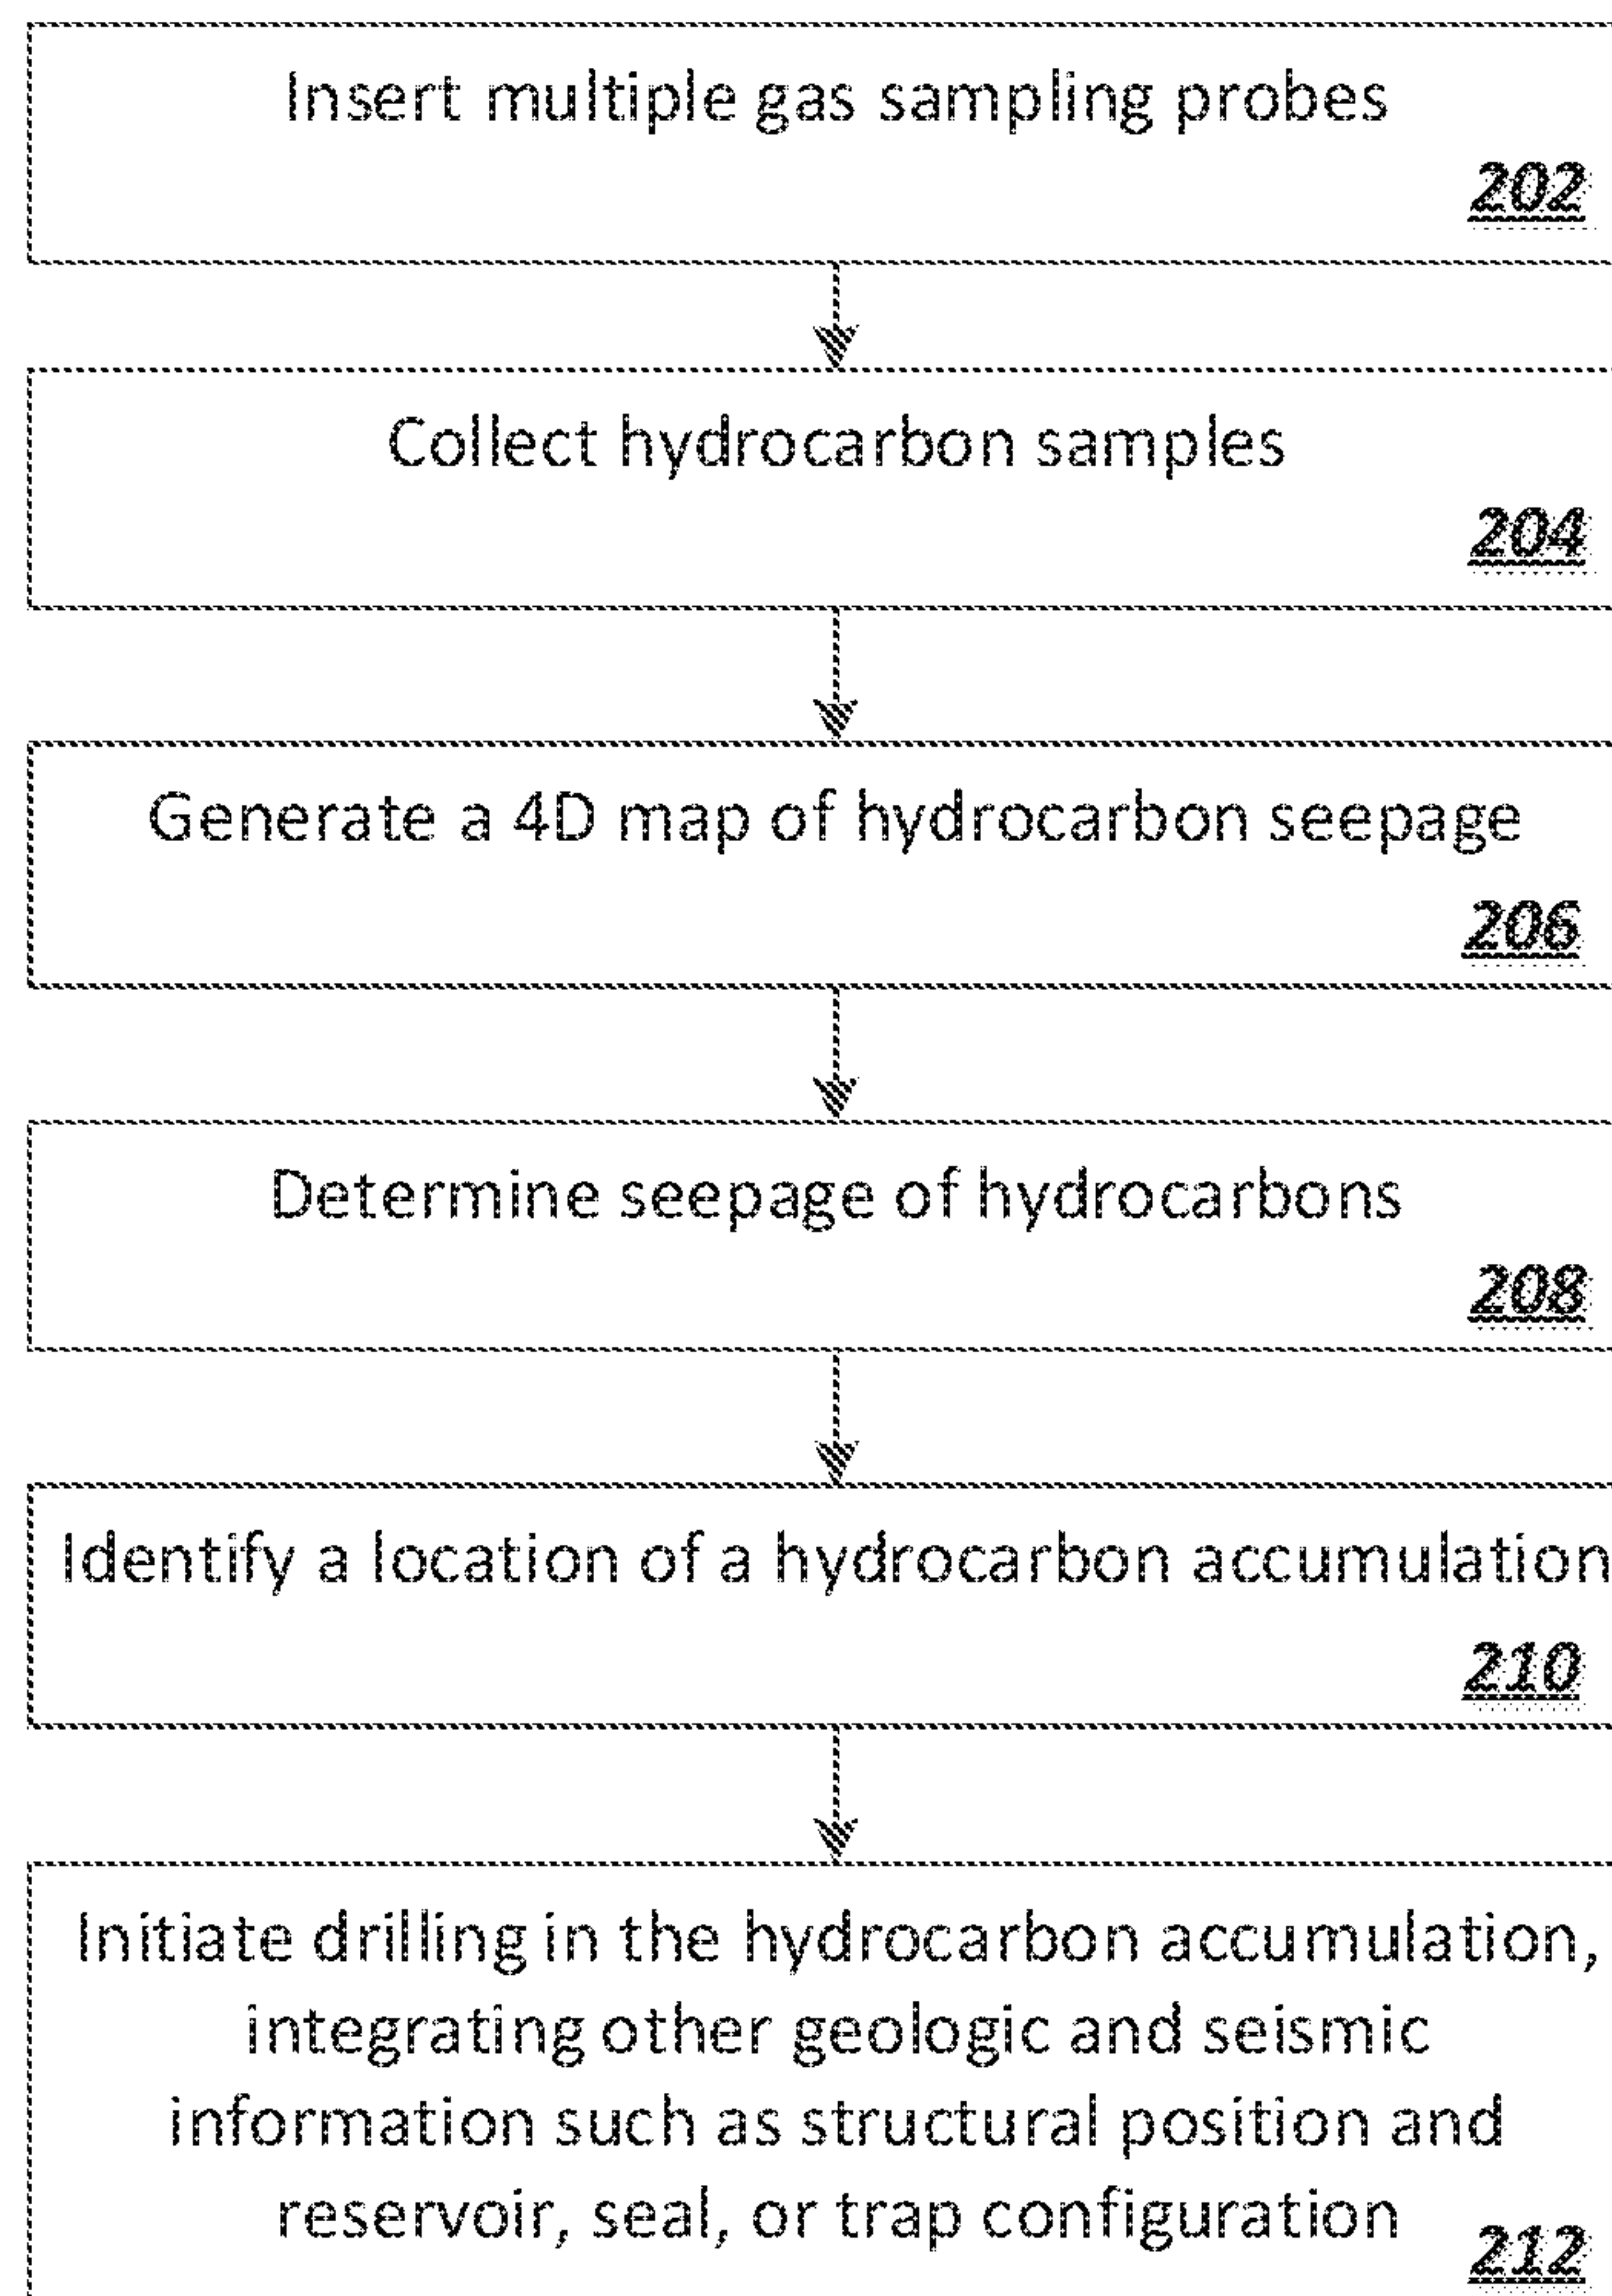 Insert multiple gas sampling probes
202
Collect hydrocarbon samples
204
Generate a 4D map of hydrocarbon seepage
206
Determine seepage of hydrocarbons
208
Identify a location of a hydrocarbon accumulation
210
Initiate drilling in the hydrocarbon accumulation,
integrating other geologic and seismic
information such as structural position and
reservoir, seal, or trap configuration
212